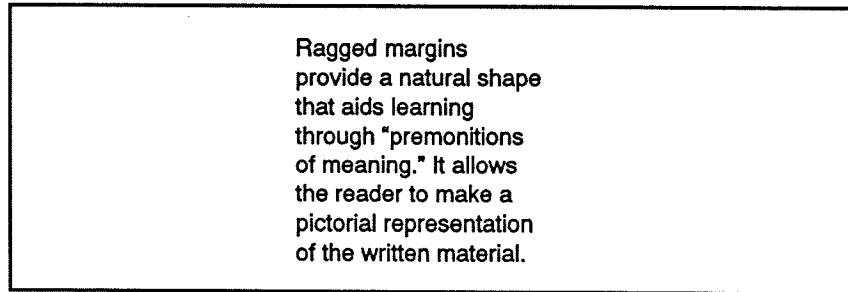 Ragged margins
provide a natural shape
that aids learning
through "premonitions
of meaning." It allows
the reader to make a
pictorial representation
of the written material.